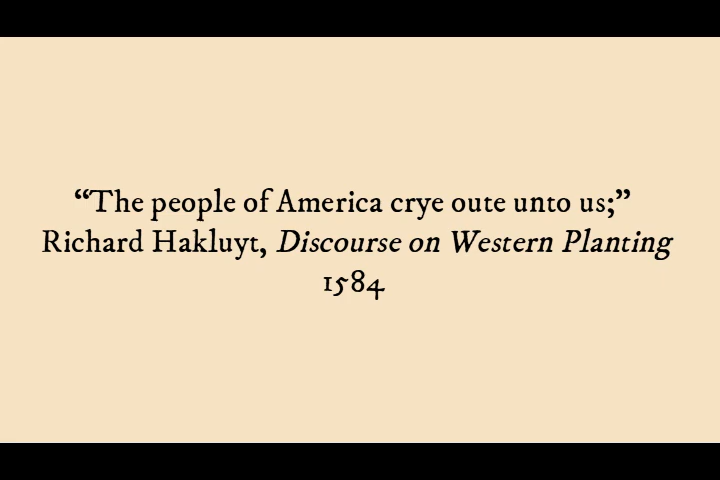 “The people of America crye oute unto us;”
Richard Hakluyt, Discourse on Western Planting
1584